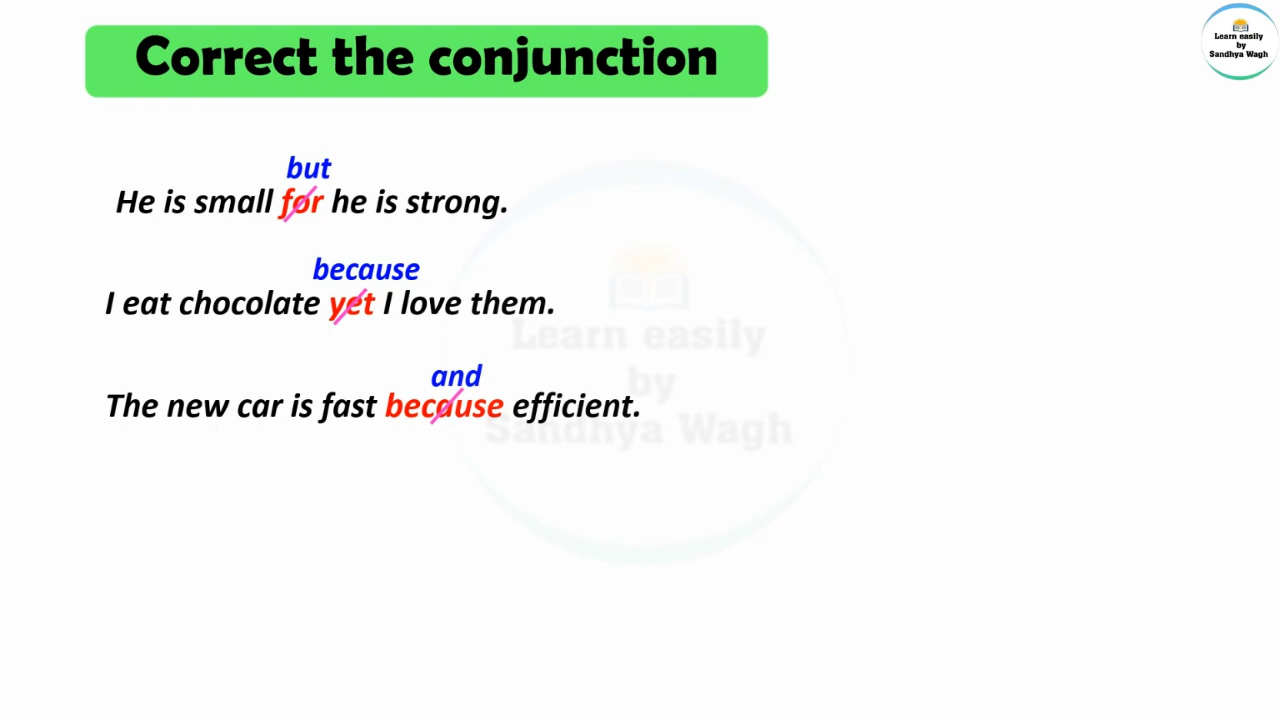 Correct the conjunction
Learn easily
by
Sandhya Wagh
but
He is small for he is strong.
because
I eat chocolate yet I love them.
and
The new car is fast because efficient.
Learn easily
by
Sandhya Wagh